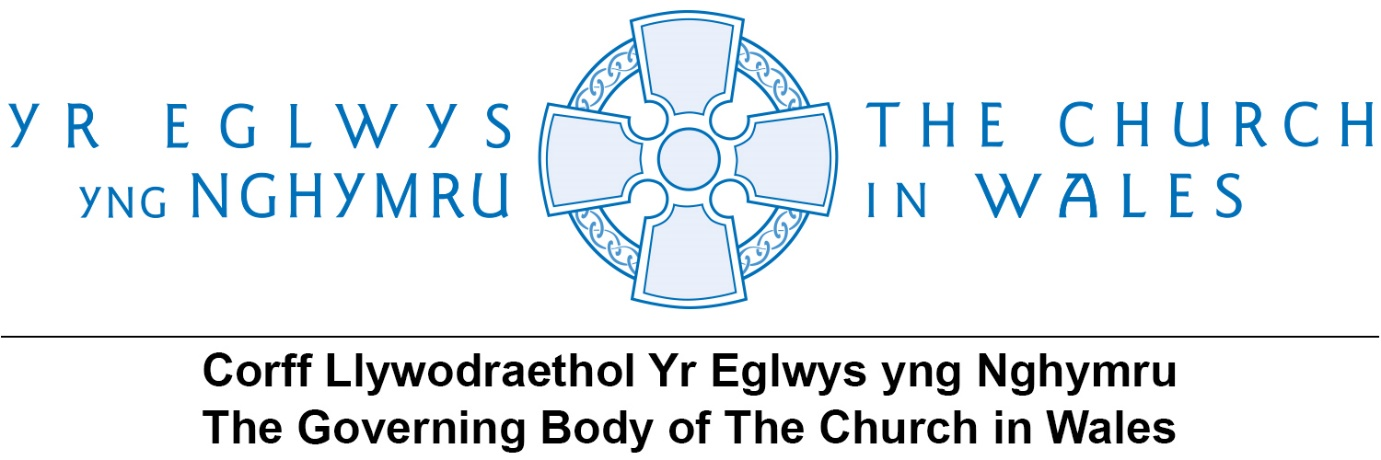 YR EGLWYS
YNG NGHYMRU
THE CHURCH
IN WALES
Corff Llywodraethol Yr Eglwys yng Nghymru
The Governing Body of The Church in Wales